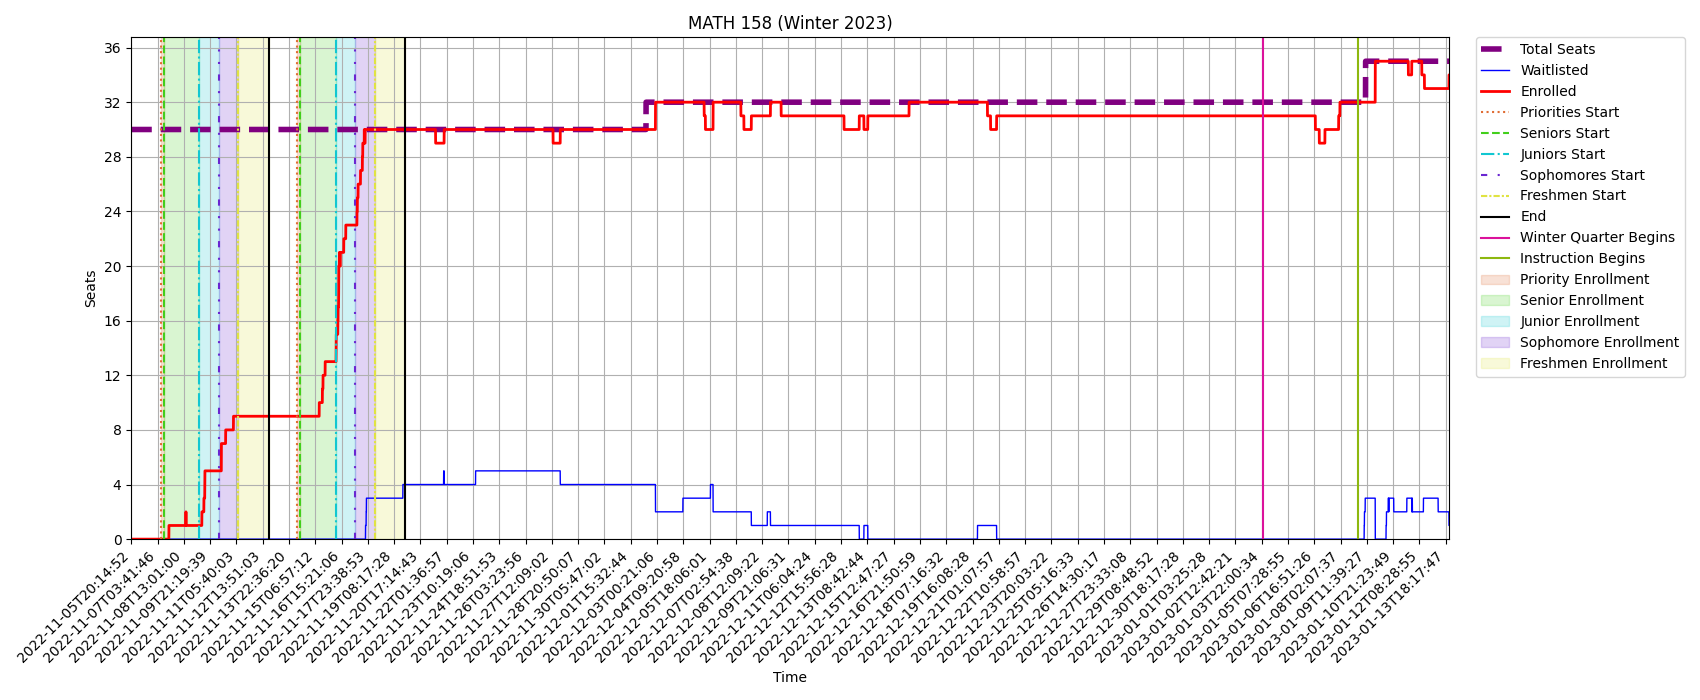 MATH 158 (Winter 2023)
Seats
36
32
28
24
20
16
12
8
4
0
2022-11-05T20:14:52
2022-11-07T03:41:46
2022-11-08T13:01:00
2022-11-09T21:19:39
2022-11-11T05:40:03
2022-11-12T13:51:03
2022-11-13T22:36:20
2022-11-15T06:57:12
2022-11-16T15:21:06
2022-11-17T23:38:53
2022-11-19T08:17:28
2022-11-20T17:14:43
2022-11-22T01:36:57
2022-11-23T10:19:06
2022-11-24T18:51:53
2022-11-26T03:23:56
2022-11-27T12:09:02
2022-11-28T20:50:07
2022-11-30T05:47:02
2022-12-01T15:32:44
2022-12-03T00:21:06
2022-12-04T09:20:58
2022-12-05T18:06:01
2022-12-07T02:54:38
2022-12-08T12:09:22
2022-12-09T21:06:31
2022-12-11T06:04:24
2022-12-12T15:56:28
2022-12-13T08:42:44
2022-12-15T12:47:27
2022-12-16T21:50:59
2022-12-18T07:16:32
2022-12-19T16:08:28
2022-12-21T01:07:57
2022-12-22T10:58:57
2022-12-23T20:03:22
2022-12-25T05:16:33
2022-12-26T14:30:17
2022-12-27T23:33:08
2022-12-29T08:48:52
2022-12-30T18:17:28
2023-01-01T03:25:28
2023-01-02T12:42:21
2023-01-03T22:00:34
2023-01-05T07:28:55
2023-01-06T16:51:26
2023-01-08T02:07:37
2023-01-09T11:39:27
2023-01-10T21:23:49
2023-01-12T08:28:55
2023-01-13T18:17:47
Time
Total Seats
Waitlisted
Enrolled
Priorities Start
Seniors Start
Juniors Start
Sophomores Start
Freshmen Start
End
Winter Quarter Begins
Instruction Begins
Priority Enrollment
Senior Enrollment
Junior Enrollment
Sophomore Enrollment
Freshmen Enrollment